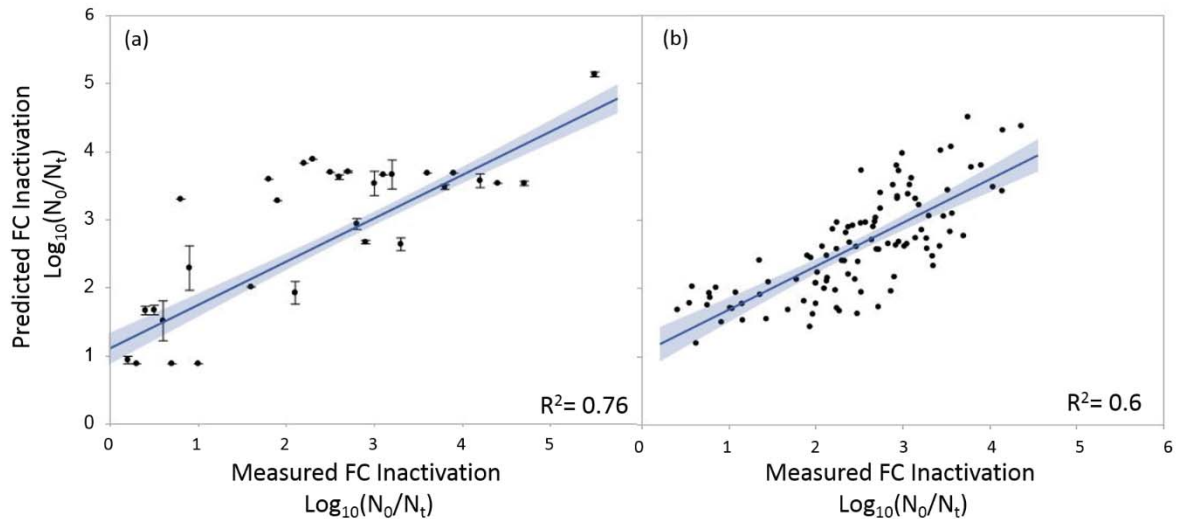 (a)
(b)
Predicted FC Inactivation
Log₁₀(N₀/Nₜ)
6
5
4
3
2
1
0
R²= 0.76
R²= 0.6
0 1 2 3 4 5
0 1 2 3 4 5 6
Measured FC Inactivation
Log₁₀(N₀/Nₜ)
Measured FC Inactivation
Log₁₀(N₀/Nₜ)